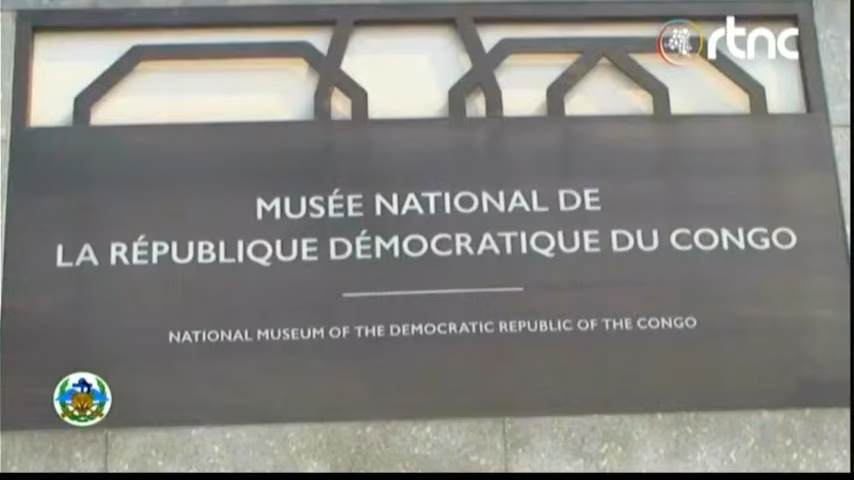 rtnc
MUSÉE NATIONAL DE
LA RÉPUBLIQUE DÉMOCRATIQUE DU CONGO
NATIONAL MUSEUM OF THE DEMOCRATIC REPUBLIC OF THE CONGO